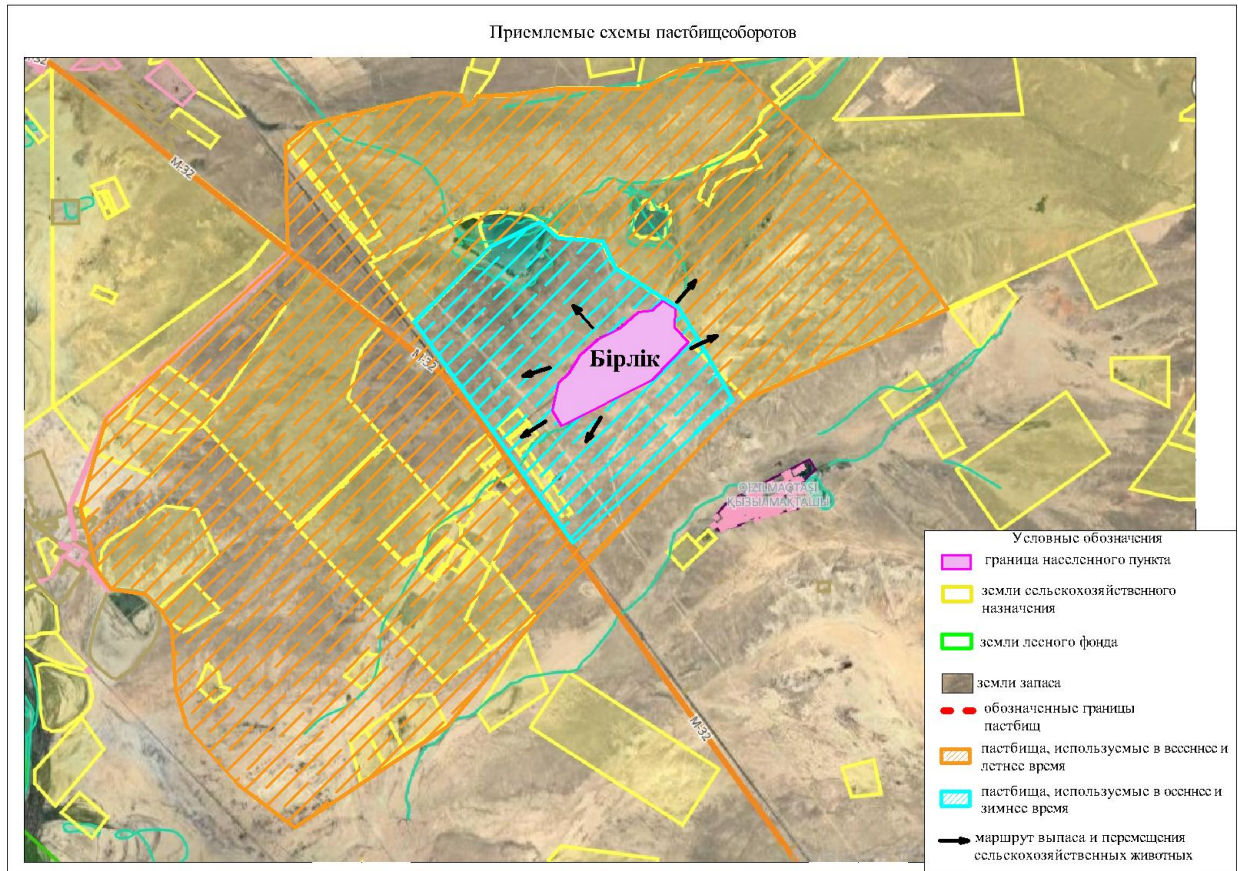 Приемлемые схемы пастбищеоборотов
М-32
М-32
Бірлік
QIZILMAQTAŞI
ҚЫЗЫЛМАҚТАШЫ
М-32
Условные обозначения
граница населенного пункта
земли сельскохозяйственного
назначения
земли лесного фонда
земли запаса
обозначенные границы
пастбищ
пастбища, используемые в весеннее и
летнее время
пастбища, используемые в осеннее и
зимнее время
маршрут выпаса и перемещения
сельскохозяйственных животных